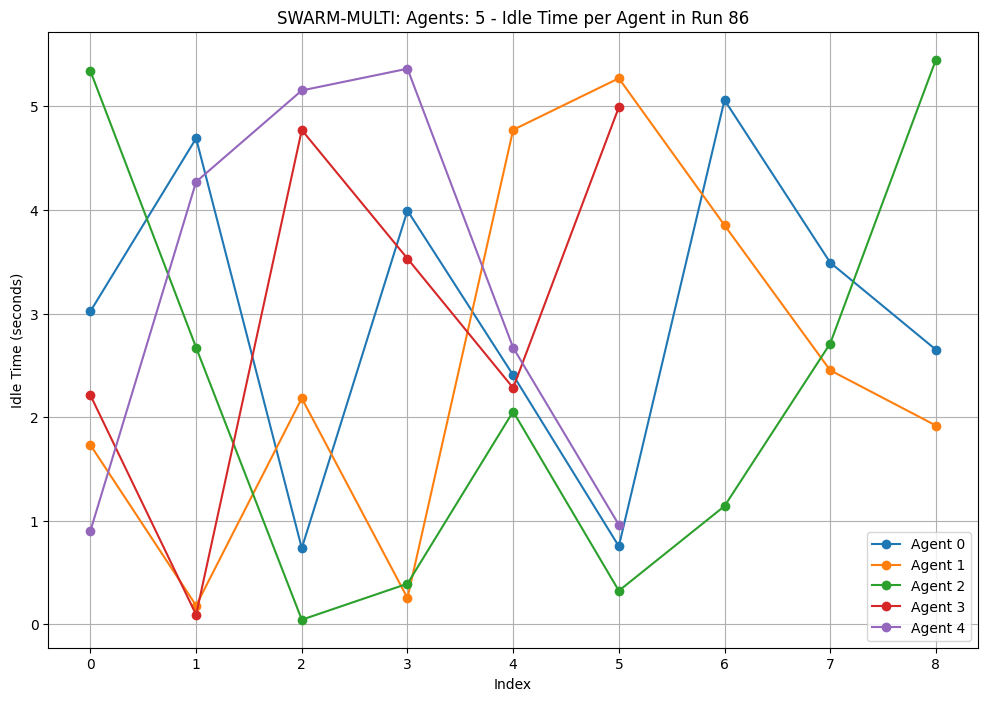 SWARM-MULTI: Agents: 5 - Idle Time per Agent in Run 86
Idle Time (seconds)
5
4
3
2
1
0
0 1 2 3 4 5 6 7 8
Index
Agent 0
Agent 1
Agent 2
Agent 3
Agent 4